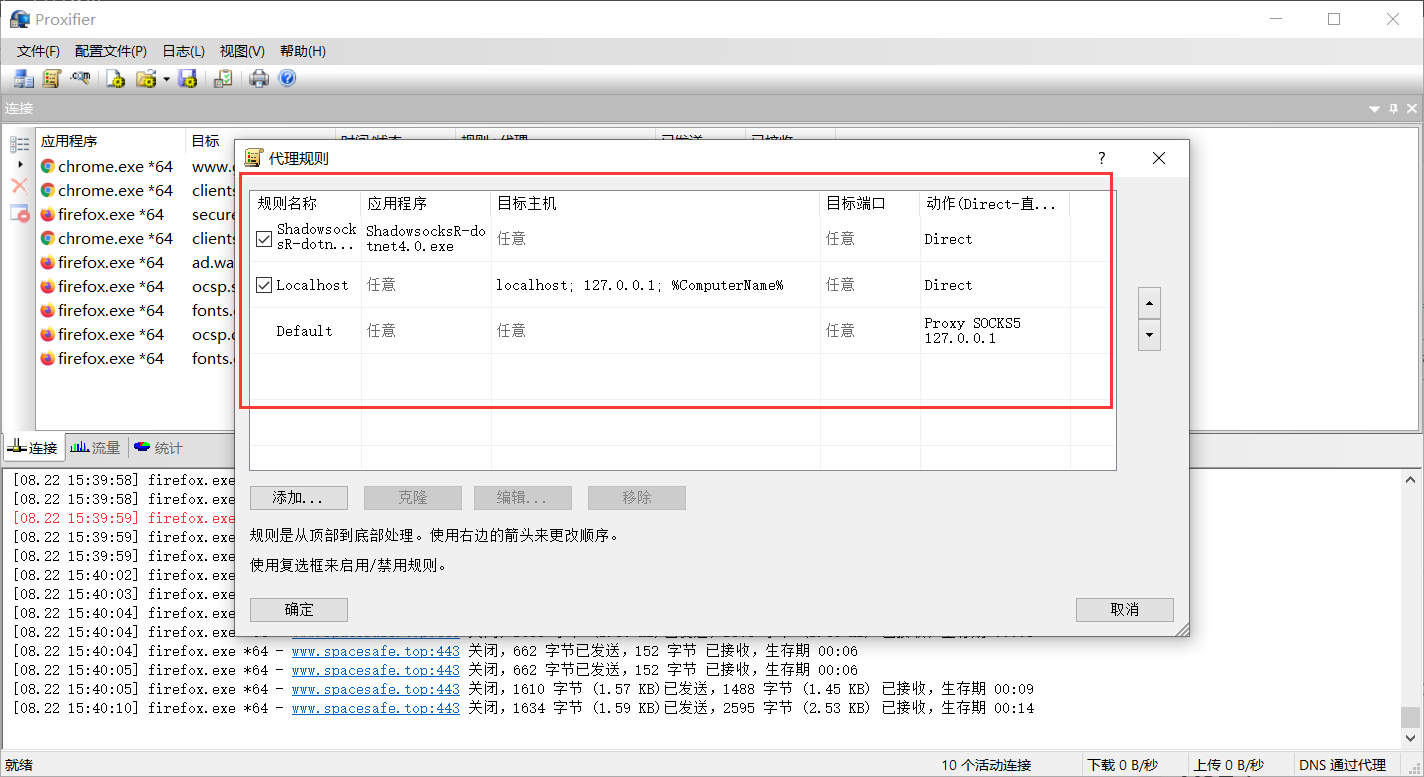 Proxifier
文件(F) 配置文件(P) 日志(L) 视图(V) 帮助(H)
连接
应用程序 目标
chrome.exe *64 www.
chrome.exe *64 clients
firefox.exe *64 secure
chrome.exe *64 clients
firefox.exe *64 ad.wa
firefox.exe *64 ocsp.s
firefox.exe *64 fonts.
firefox.exe *64 ocsp.
firefox.exe *64 fonts.
代理规则
规则名称 应用程序 目标主机 目标端口 动作(Direct-直...
Shadowsock
sR-dotn...
ShadowsocksR-do
tnet4.0.exe
任意 任意 Direct
Localhost 任意 localhost; 127.0.0.1; %ComputerName% 任意 Direct
Default 任意 任意 任意 Proxy SOCKS5
127.0.0.1
添加... 克隆 编辑... 移除
规则是从顶部到底部处理。使用右边的箭头来更改顺序。
使用复选框来启用/禁用规则。
确定 取消
连接 流量 统计
[08.22 15:39:58] firefox.exe
[08.22 15:39:58] firefox.exe
[08.22 15:39:59] firefox.exe
[08.22 15:39:59] firefox.exe
[08.22 15:39:59] firefox.exe
[08.22 15:40:02] firefox.exe
[08.22 15:40:03] firefox.exe
[08.22 15:40:04] firefox.exe
[08.22 15:40:04] firefox.exe
[08.22 15:40:04] firefox.exe *64 - www.spacesafe.top:443 关闭，662 字节已发送，152 字节 已接收，生存期 00:06
[08.22 15:40:05] firefox.exe *64 - www.spacesafe.top:443 关闭，662 字节已发送，152 字节 已接收，生存期 00:06
[08.22 15:40:05] firefox.exe *64 - www.spacesafe.top:443 关闭，1610 字节 (1.57 KB)已发送，1488 字节 (1.45 KB) 已接收，生存期 00:09
[08.22 15:40:10] firefox.exe *64 - www.spacesafe.top:443 关闭，1634 字节 (1.59 KB)已发送，2595 字节 (2.53 KB) 已接收，生存期 00:14
就绪 10 个活动连接 下载 0 B/秒 上传 0 B/秒 DNS 通过代理